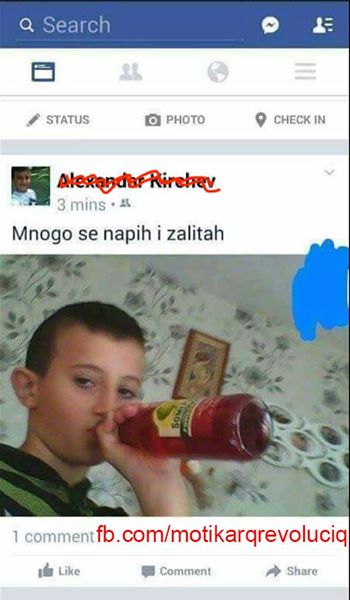 Search
STATUS
PHOTO
CHECK IN
3 mins
Mnogo se napih i zalitah
1 comment
fb.com/motikarqrevoluciq
Like
Comment
Share